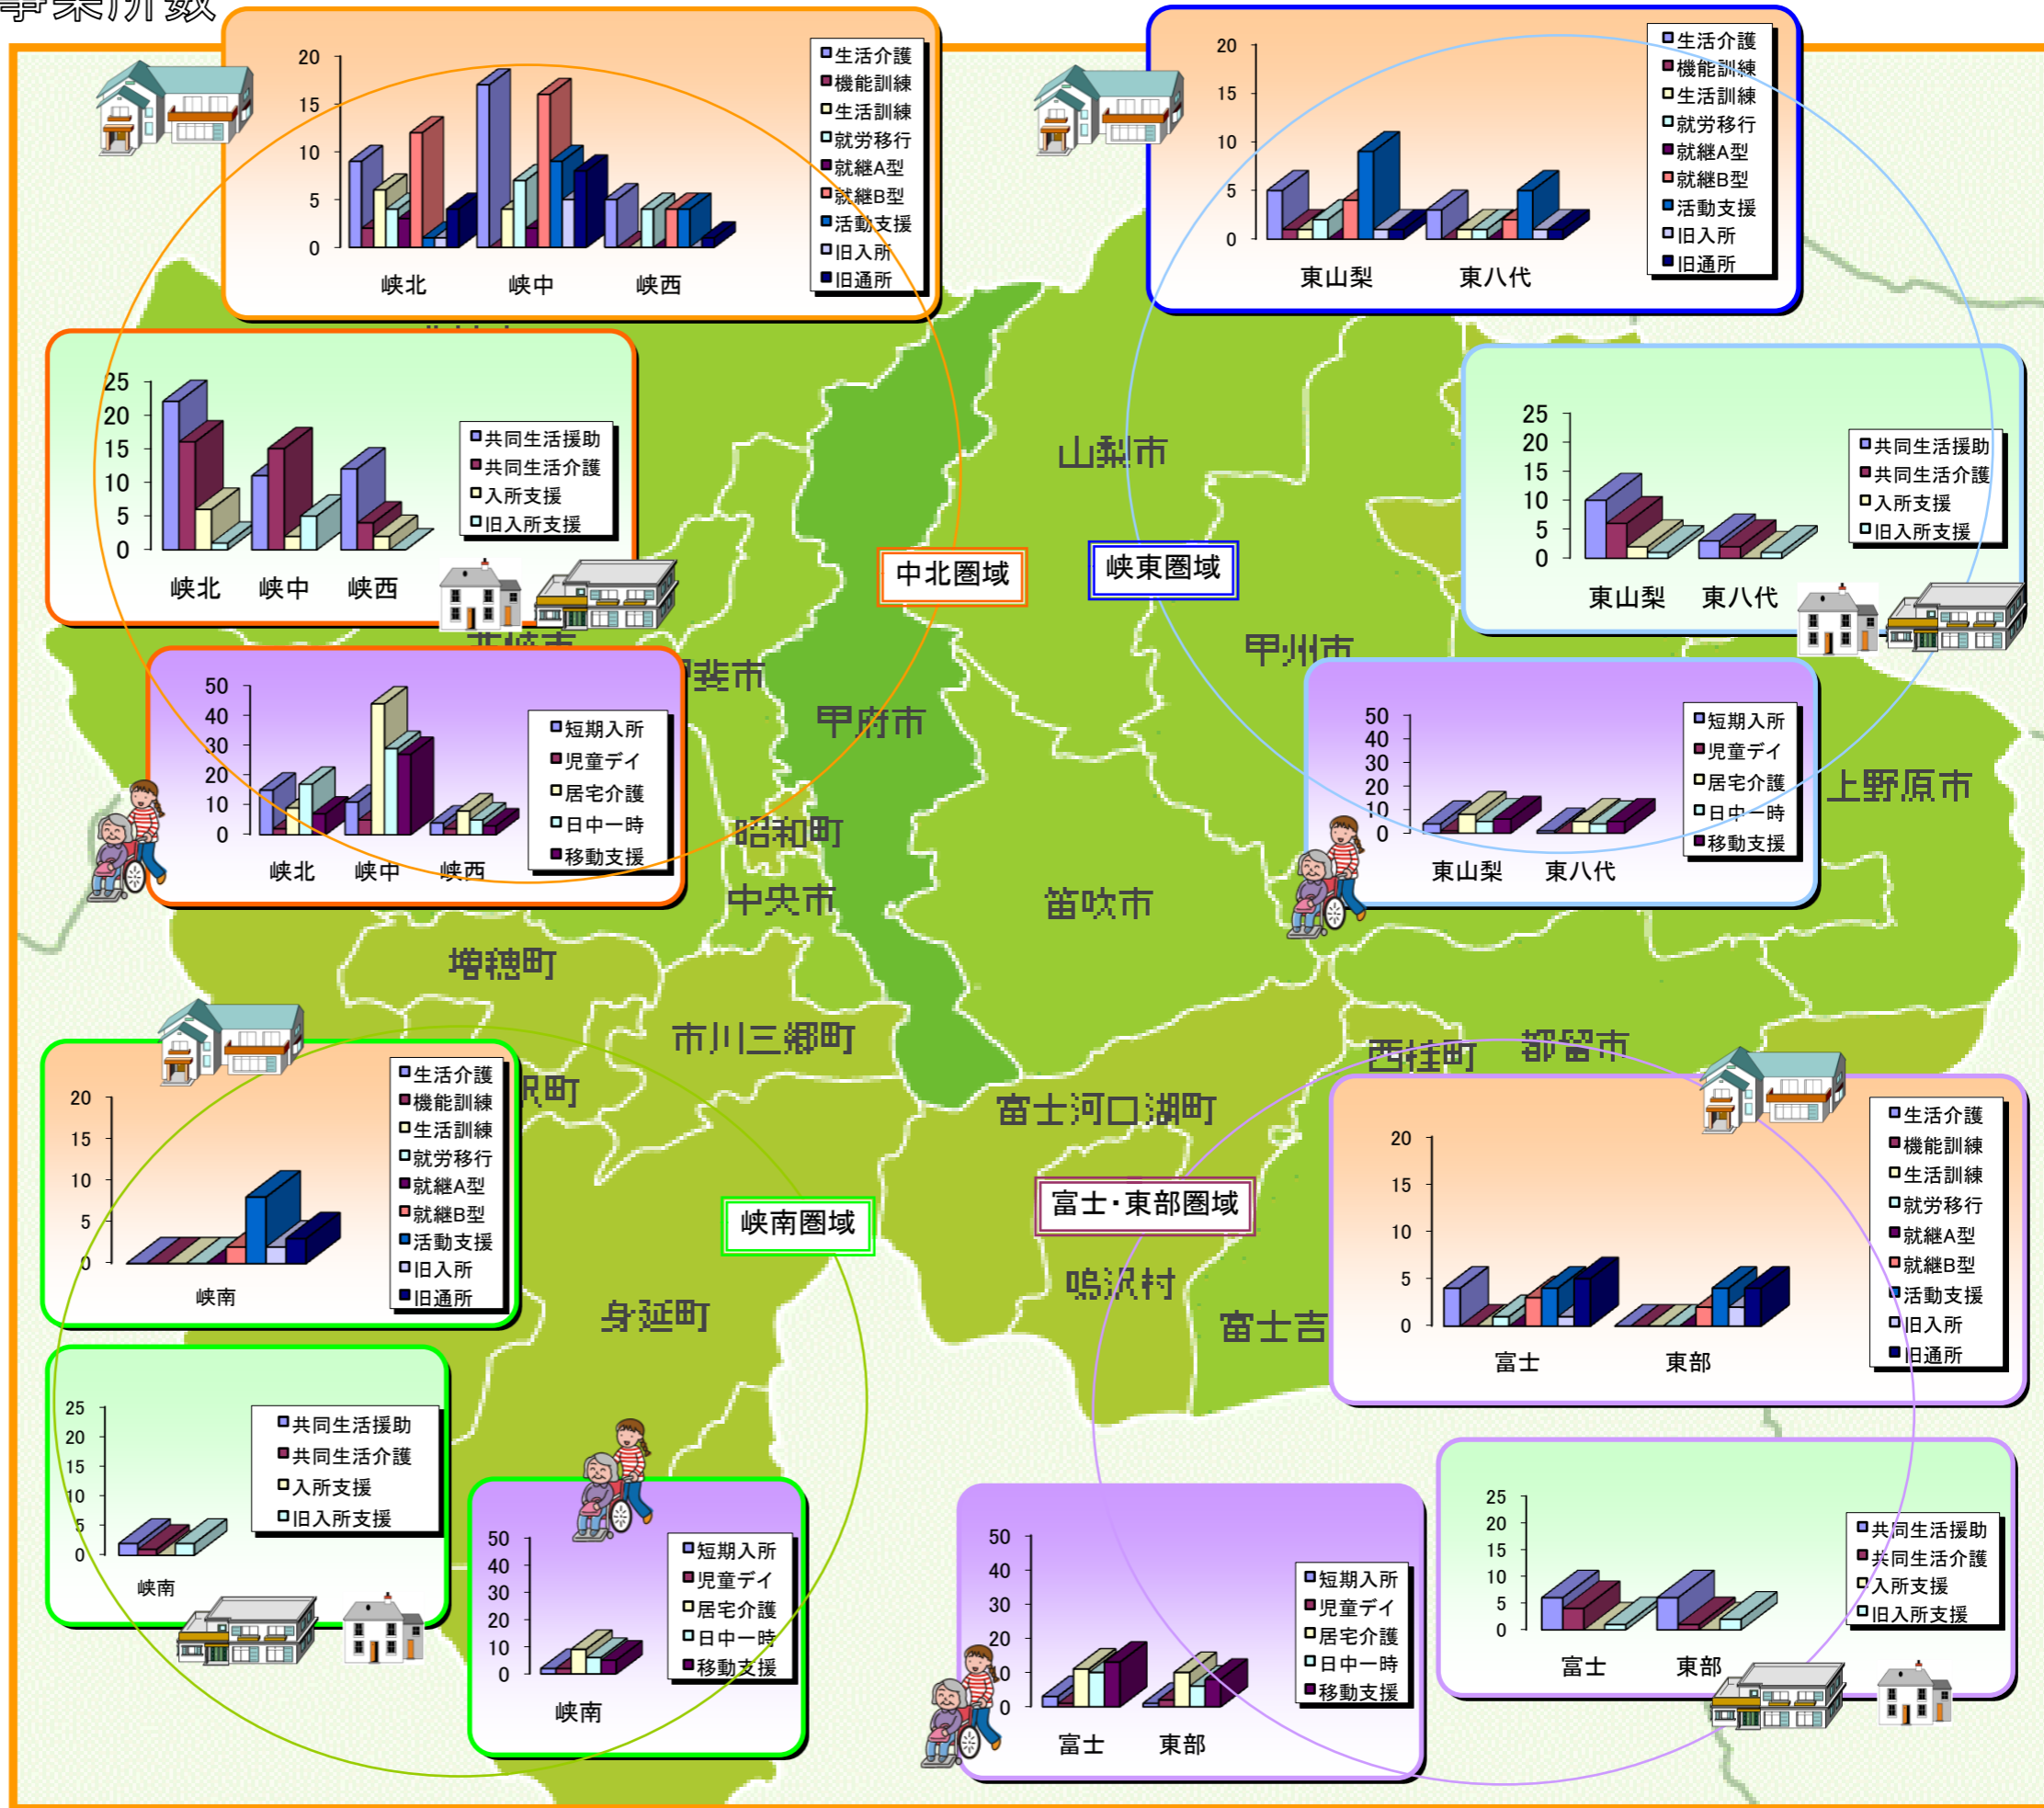 事業所数
20
15
10
5
0
峡北 峡中 峡西
生活介護
機能訓練
生活訓練
就労移行
就継A型
就継B型
活動支援
旧入所
旧通所
20
15
10
5
0
東山梨 東八代
生活介護
機能訓練
生活訓練
就労移行
就継A型
就継B型
活動支援
旧入所
旧通所
25
20
15
10
5
0
峡北 峡中 峡西
共同生活援助
共同生活介護
入所支援
旧入所支援
山梨市
25
20
15
10
5
0
東山梨 東八代
共同生活援助
共同生活介護
入所支援
旧入所支援
中北圏域
峡東圏域
甲州市
斐市
甲府市
50
40
30
20
10
0
峡北 峡中 峡西
短期入所
児童デイ
居宅介護
日中一時
移動支援
50
40
30
20
10
0
東山梨 東八代
短期入所
児童デイ
居宅介護
日中一時
移動支援
上野原市
昭和町
中央市
笛吹市
増穂町
市川三郷町
西桂町
都留市
沢町
富士河口湖町
20
15
10
5
0
峡南
生活介護
機能訓練
生活訓練
就労移行
就継A型
就継B型
活動支援
旧入所
旧通所
峡南圏域
富士・東部圏域
鳴沢村
身延町
富士吉
20
15
10
5
0
富士 東部
生活介護
機能訓練
生活訓練
就労移行
就継A型
就継B型
活動支援
旧入所
旧通所
25
20
15
10
5
0
峡南
共同生活援助
共同生活介護
入所支援
旧入所支援
50
40
30
20
10
0
峡南
短期入所
児童デイ
居宅介護
日中一時
移動支援
50
40
30
20
10
0
富士 東部
短期入所
児童デイ
居宅介護
日中一時
移動支援
25
20
15
10
5
0
富士 東部
共同生活援助
共同生活介護
入所支援
旧入所支援